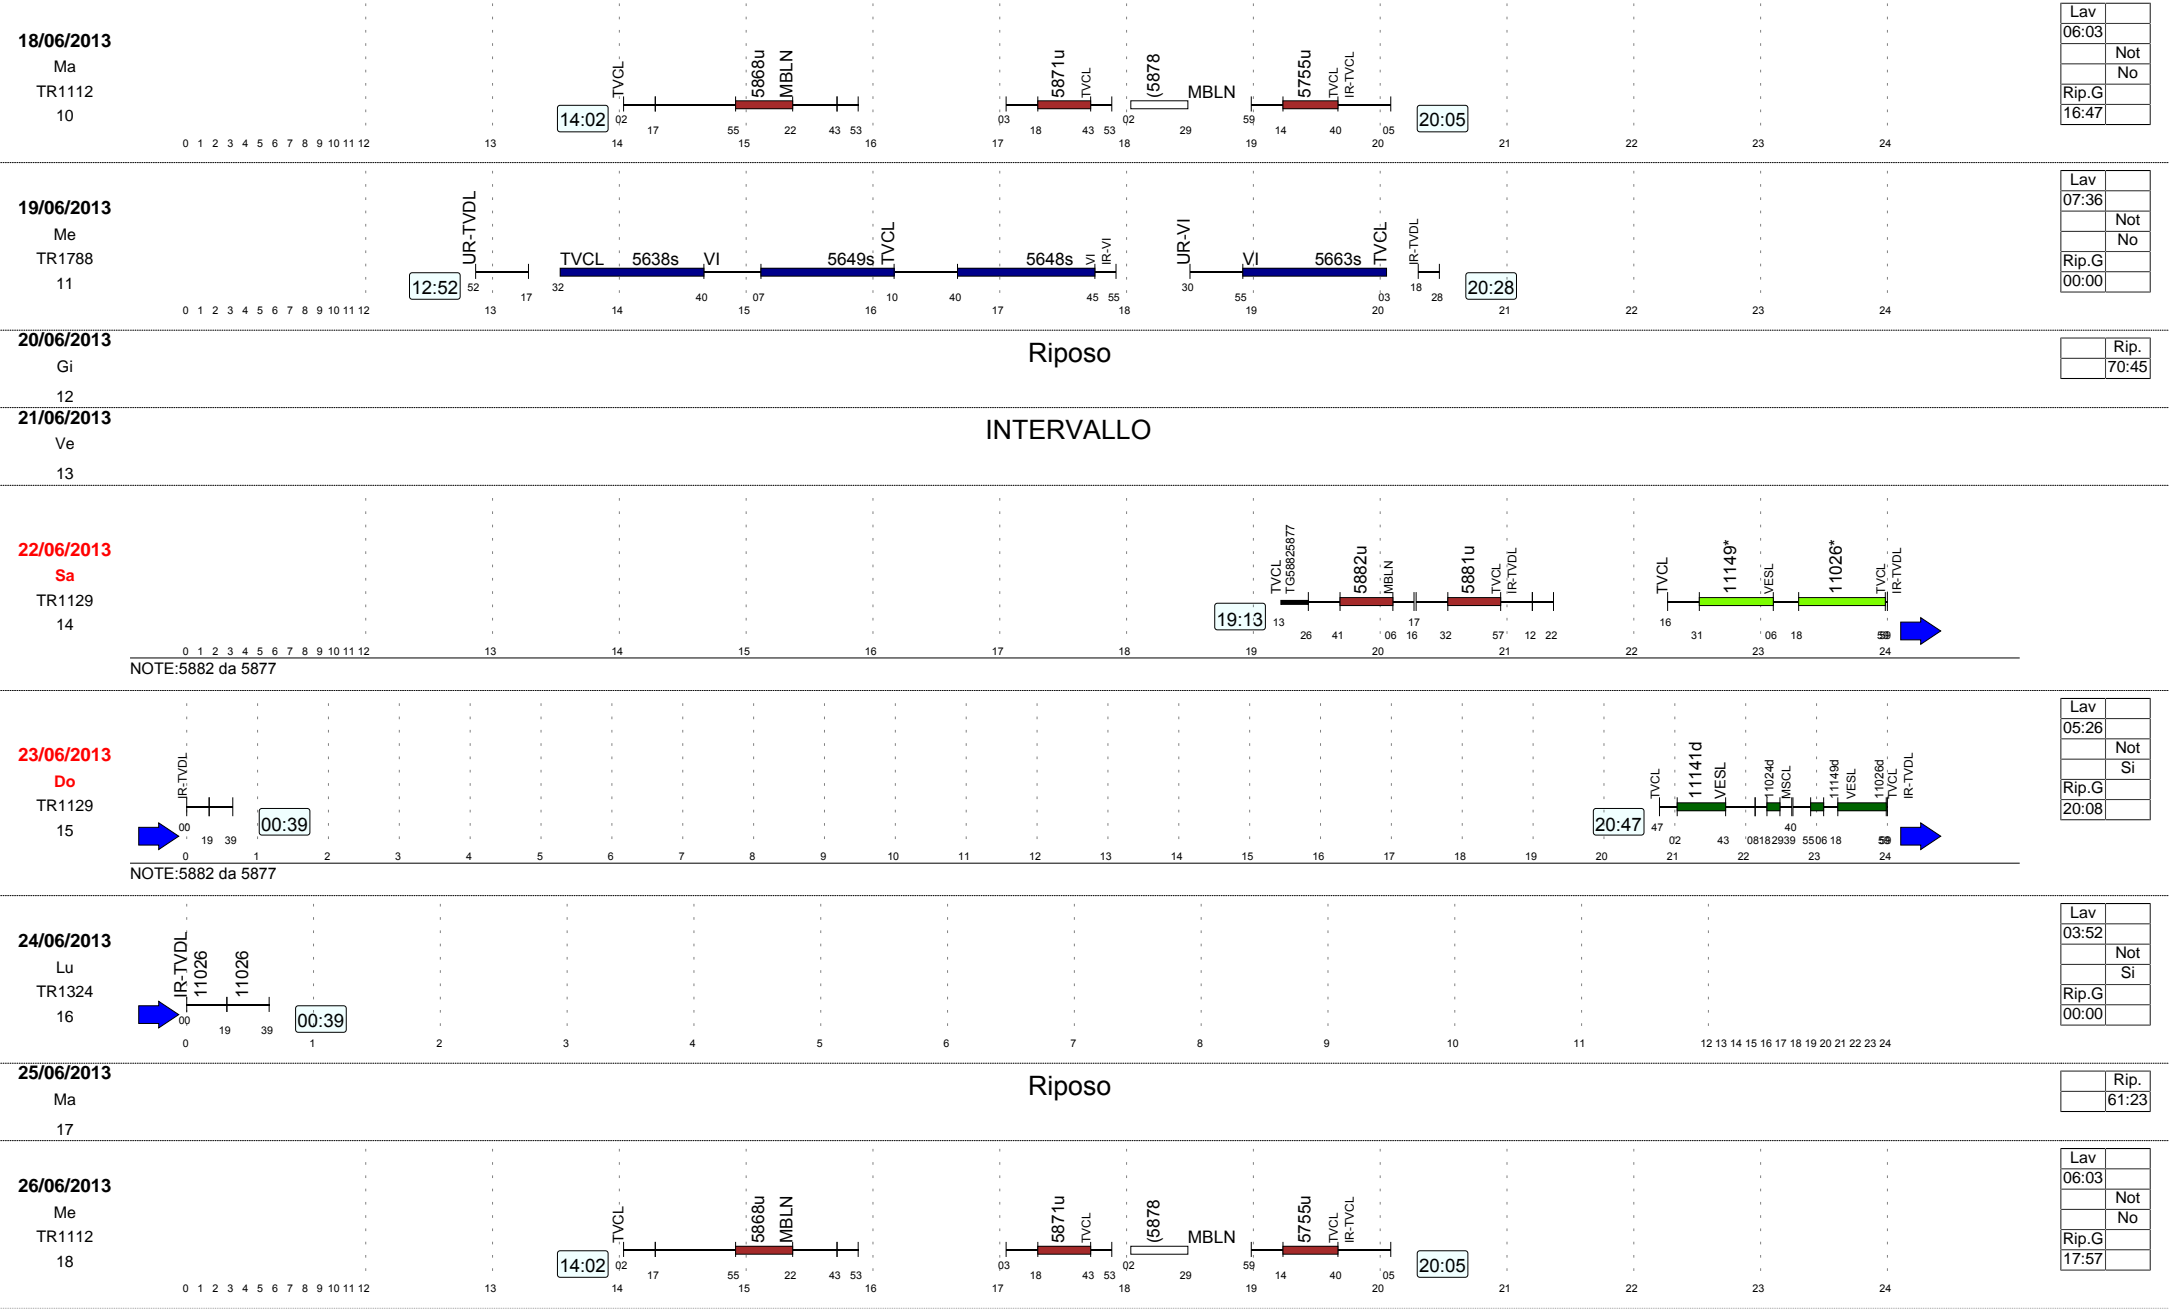 18/06/2013
Ma
TR1112
10
14:02
TVCL 5868u MBLN 5871u TVCL (5878 MBLN 5755u TVCL IR-TVCL
02 17 55 22 43 53 03 18 43 53 02 29 59 14 40 05
20:05
0 1 2 3 4 5 6 7 8 9 10 11 12 13 14 15 16 17 18 19 20 21 22 23 24
Lav
06:03
Not
No
Rip.G
16:47
19/06/2013
Me
TR1788
11
12:52
UR-TVDL TVCL 5638s VI 5649s TVCL 5648s VI IR-VI UR-VI VI 5663s TVCL IR-TVDL
52 17 32 40 07 10 40 45 55 30 55 03 18 28
20:28
0 1 2 3 4 5 6 7 8 9 10 11 12 13 14 15 16 17 18 19 20 21 22 23 24
Lav
07:36
Not
No
Rip.G
00:00
20/06/2013
Gi
12
Riposo
Rip.
70:45
21/06/2013
Ve
13
INTERVALLO
22/06/2013
Sa
TR1129
14
19:13
TVCL TG58825877 5882u MBLN 5881u TVCL IR-TVDL TVCL 11149* VESL 11026* TVCL IR-TVDL
13 26 41 06 16 17 32 57 12 22 16 31 06 18 59
0 1 2 3 4 5 6 7 8 9 10 11 12 13 14 15 16 17 18 19 20 21 22 23 24
NOTE:5882 da 5877
23/06/2013
Do
TR1129
15
IR-TVDL
00 19 39
00:39
20:47
TVCL 11141d VESL 11024d MSCL 11149d VESL 11026d TVCL IR-TVDL
47 02 43 08 18 29 39 40 55 06 18 59
0 1 2 3 4 5 6 7 8 9 10 11 12 13 14 15 16 17 18 19 20 21 22 23 24
NOTE:5882 da 5877
Lav
05:26
Not
Si
Rip.G
20:08
24/06/2013
Lu
TR1324
16
IR-TVDL 11026 11026
00 19 39
00:39
0 1 2 3 4 5 6 7 8 9 10 11 12 13 14 15 16 17 18 19 20 21 22 23 24
Lav
03:52
Not
Si
Rip.G
00:00
25/06/2013
Ma
17
Riposo
Rip.
61:23
26/06/2013
Me
TR1112
18
14:02
TVCL 5868u MBLN 5871u TVCL (5878 MBLN 5755u TVCL IR-TVCL
02 17 55 22 43 53 03 18 43 53 02 29 59 14 40 05
20:05
0 1 2 3 4 5 6 7 8 9 10 11 12 13 14 15 16 17 18 19 20 21 22 23 24
Lav
06:03
Not
No
Rip.G
17:57